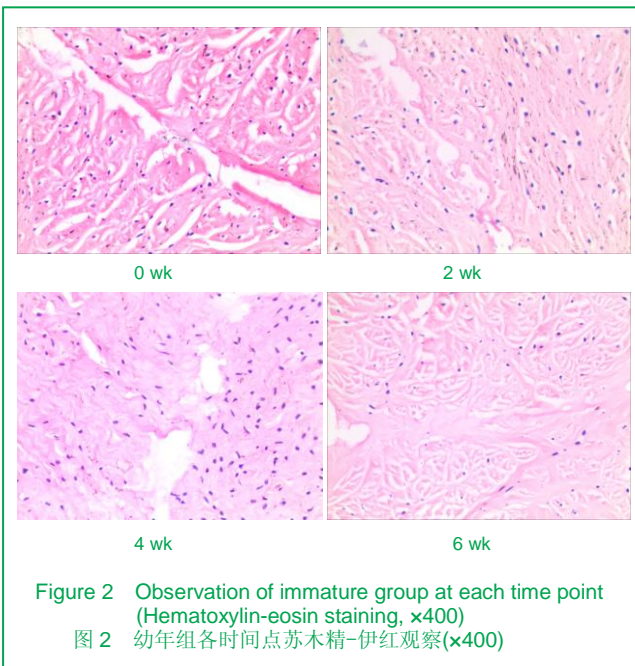 0 wk
2 wk
4 wk
6 wk
Figure 2 Observation of immature group at each time point
(Hematoxylin-eosin staining, ×400)
图 2 幼年组各时间点苏木精-伊红观察(×400)